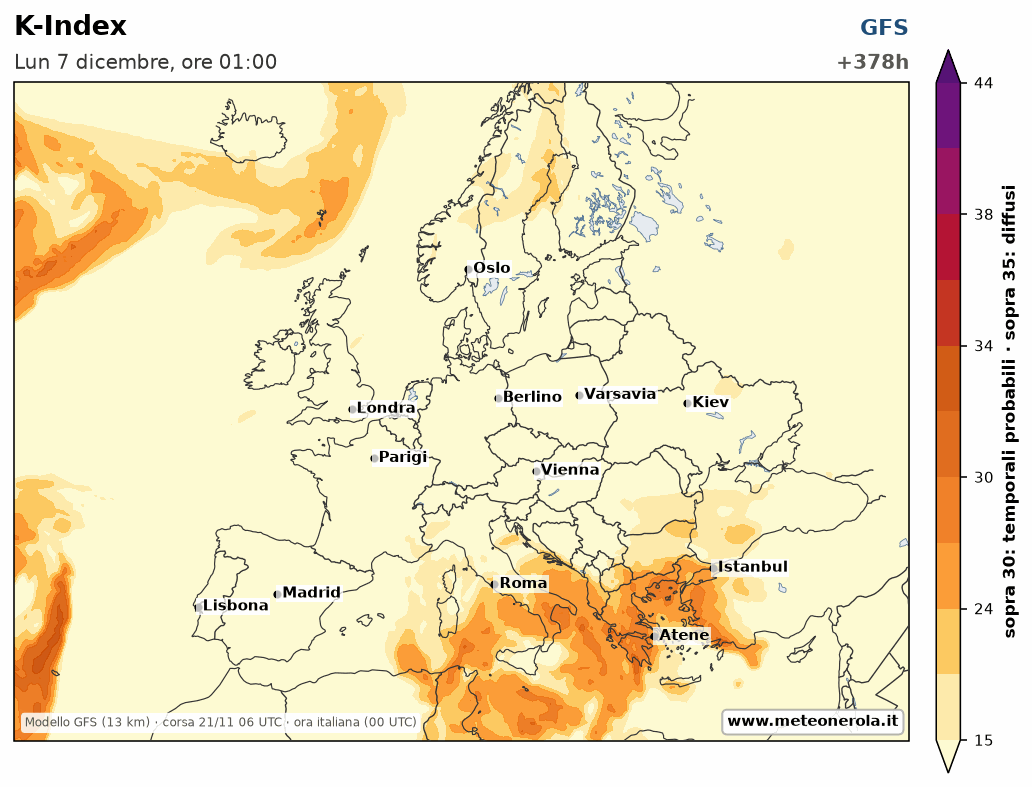 K-Index
GFS
Lun 7 dicembre, ore 01:00
+378h
44
38
34
30
24
15
sopra 30: temporali probabili · sopra 35: diffusi
Oslo
Berlino
Varsavia
Kiev
Londra
Parigi
Vienna
Istanbul
Roma
Madrid
Lisbona
Atene
Modello GFS (13 km) · corsa 21/11 06 UTC · ora italiana (00 UTC)
www.meteonerola.it